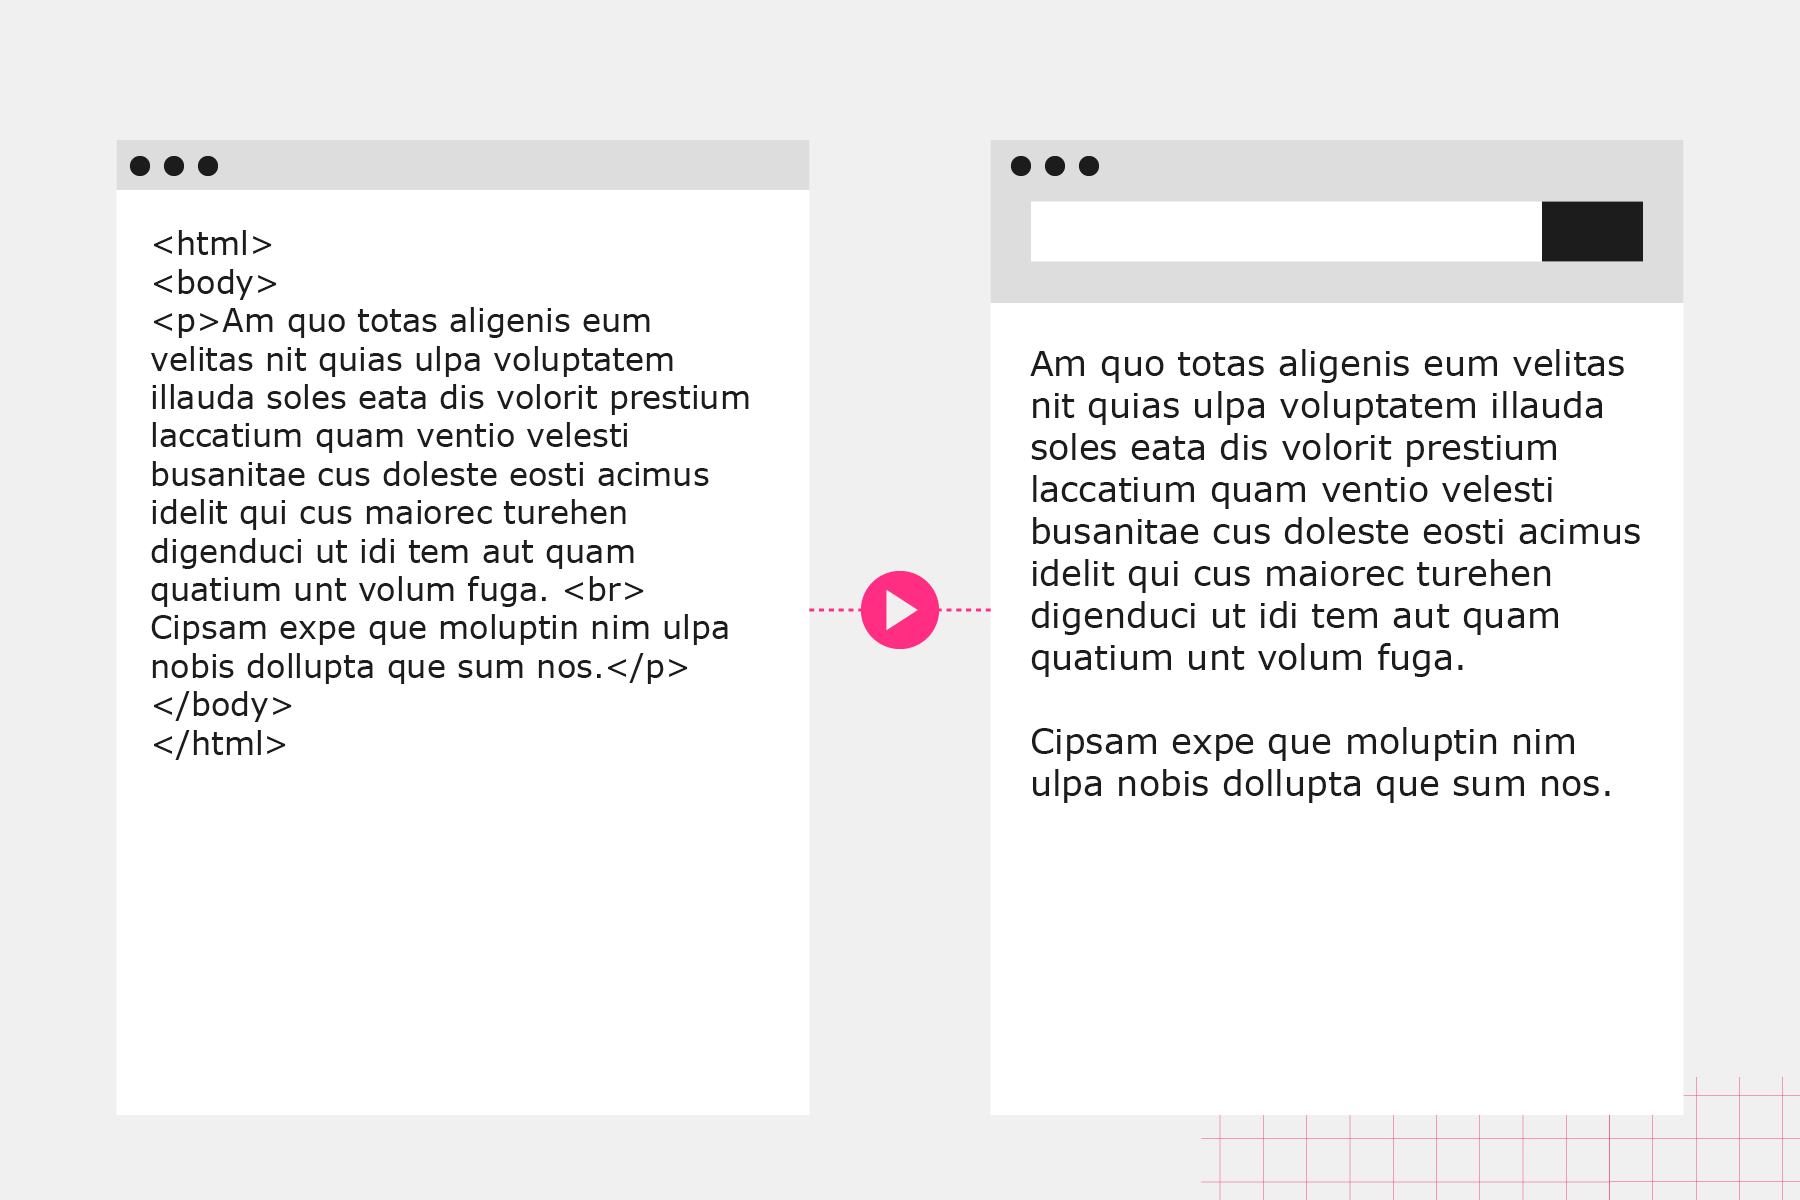 <html>
<body>
<p>Am quo totas aligenis eum
velitas nit quias ulpa voluptatem
illauda soles eata dis volorit prestium
laccatium quam ventio velesti
busanitae cus doleste eosti acimus
idelit qui cus maiorec turehen
digenduci ut idi tem aut quam
quatium unt volum fuga. <br>
Cipsam expe que moluptin nim ulpa
nobis dollupta que sum nos.</p>
</body>
</html>
Am quo totas aligenis eum velitas
nit quias ulpa voluptatem illauda
soles eata dis volorit prestium
laccatium quam ventio velesti
busanitae cus doleste eosti acimus
idelit qui cus maiorec turehen
digenduci ut idi tem aut quam
quatium unt volum fuga.
Cipsam expe que moluptin nim
ulpa nobis dollupta que sum nos.